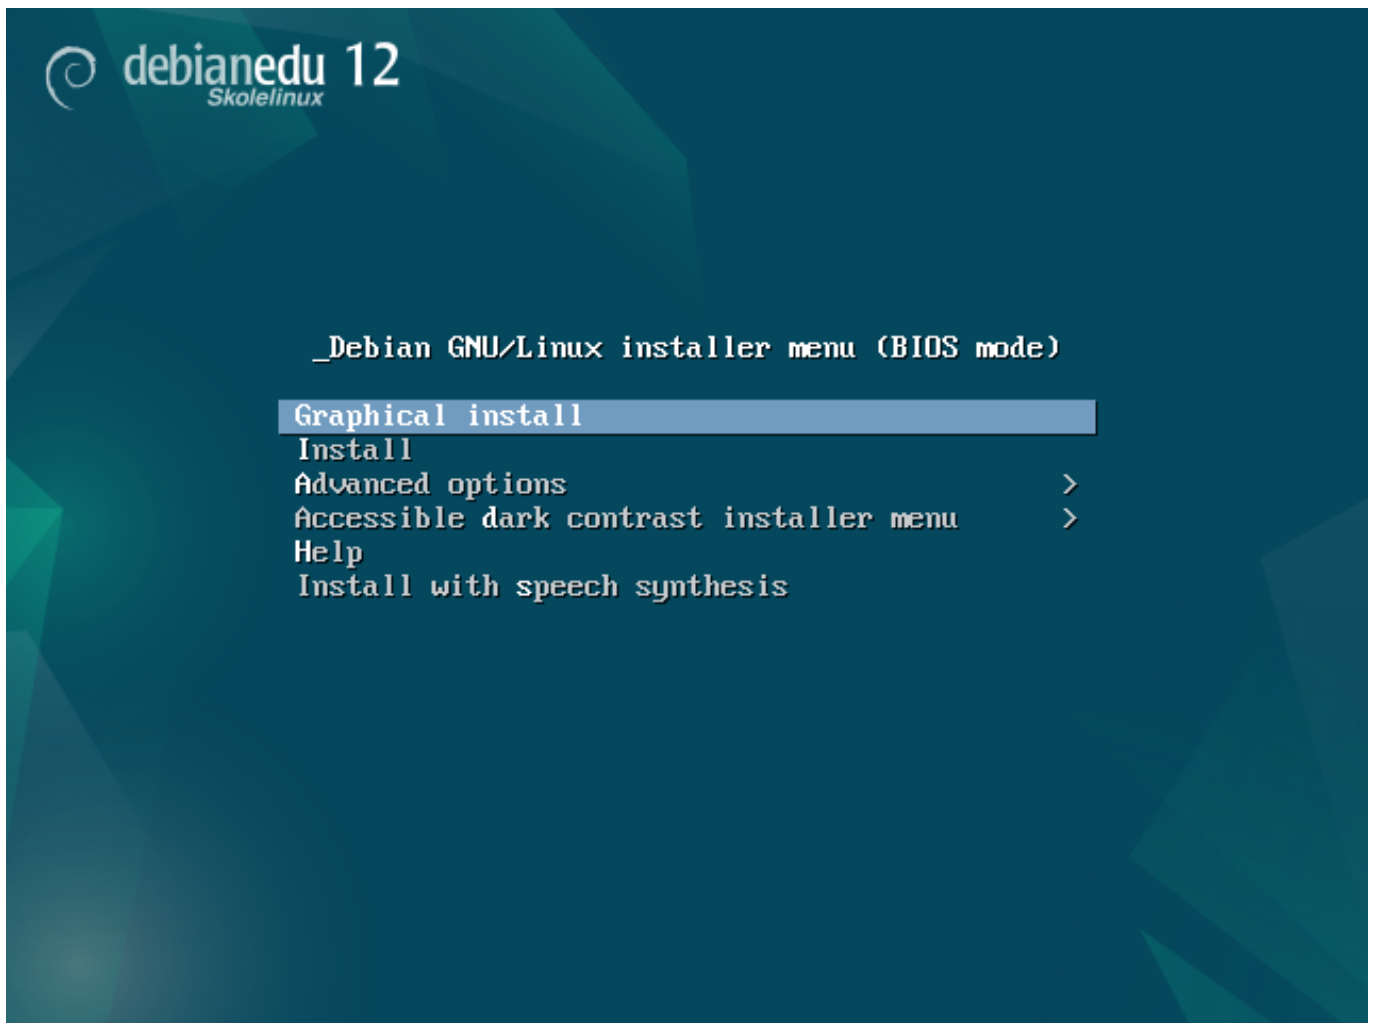 debianedu 12
Skolelinux
_Debian GNU/Linux installer menu (BIOS mode)
Graphical install
Install
Advanced options >
Accessible dark contrast installer menu >
Help
Install with speech synthesis